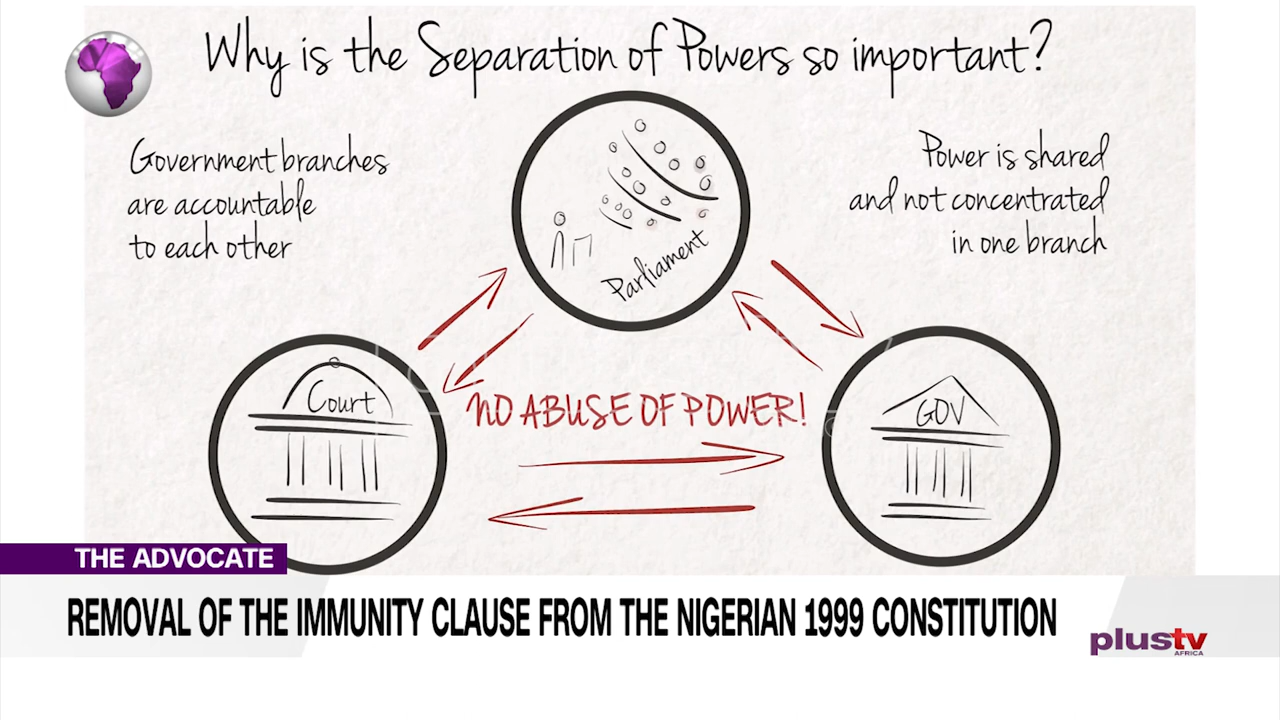 Why is the Separation of Powers so important?
Government branches
are accountable
to each other
Power is shared
and not concentrated
in one branch
Parliament
Court
GOV
NO ABUSE OF POWER!
THE ADVOCATE
REMOVAL OF THE IMMUNITY CLAUSE FROM THE NIGERIAN 1999 CONSTITUTION
plustv
AFRICA